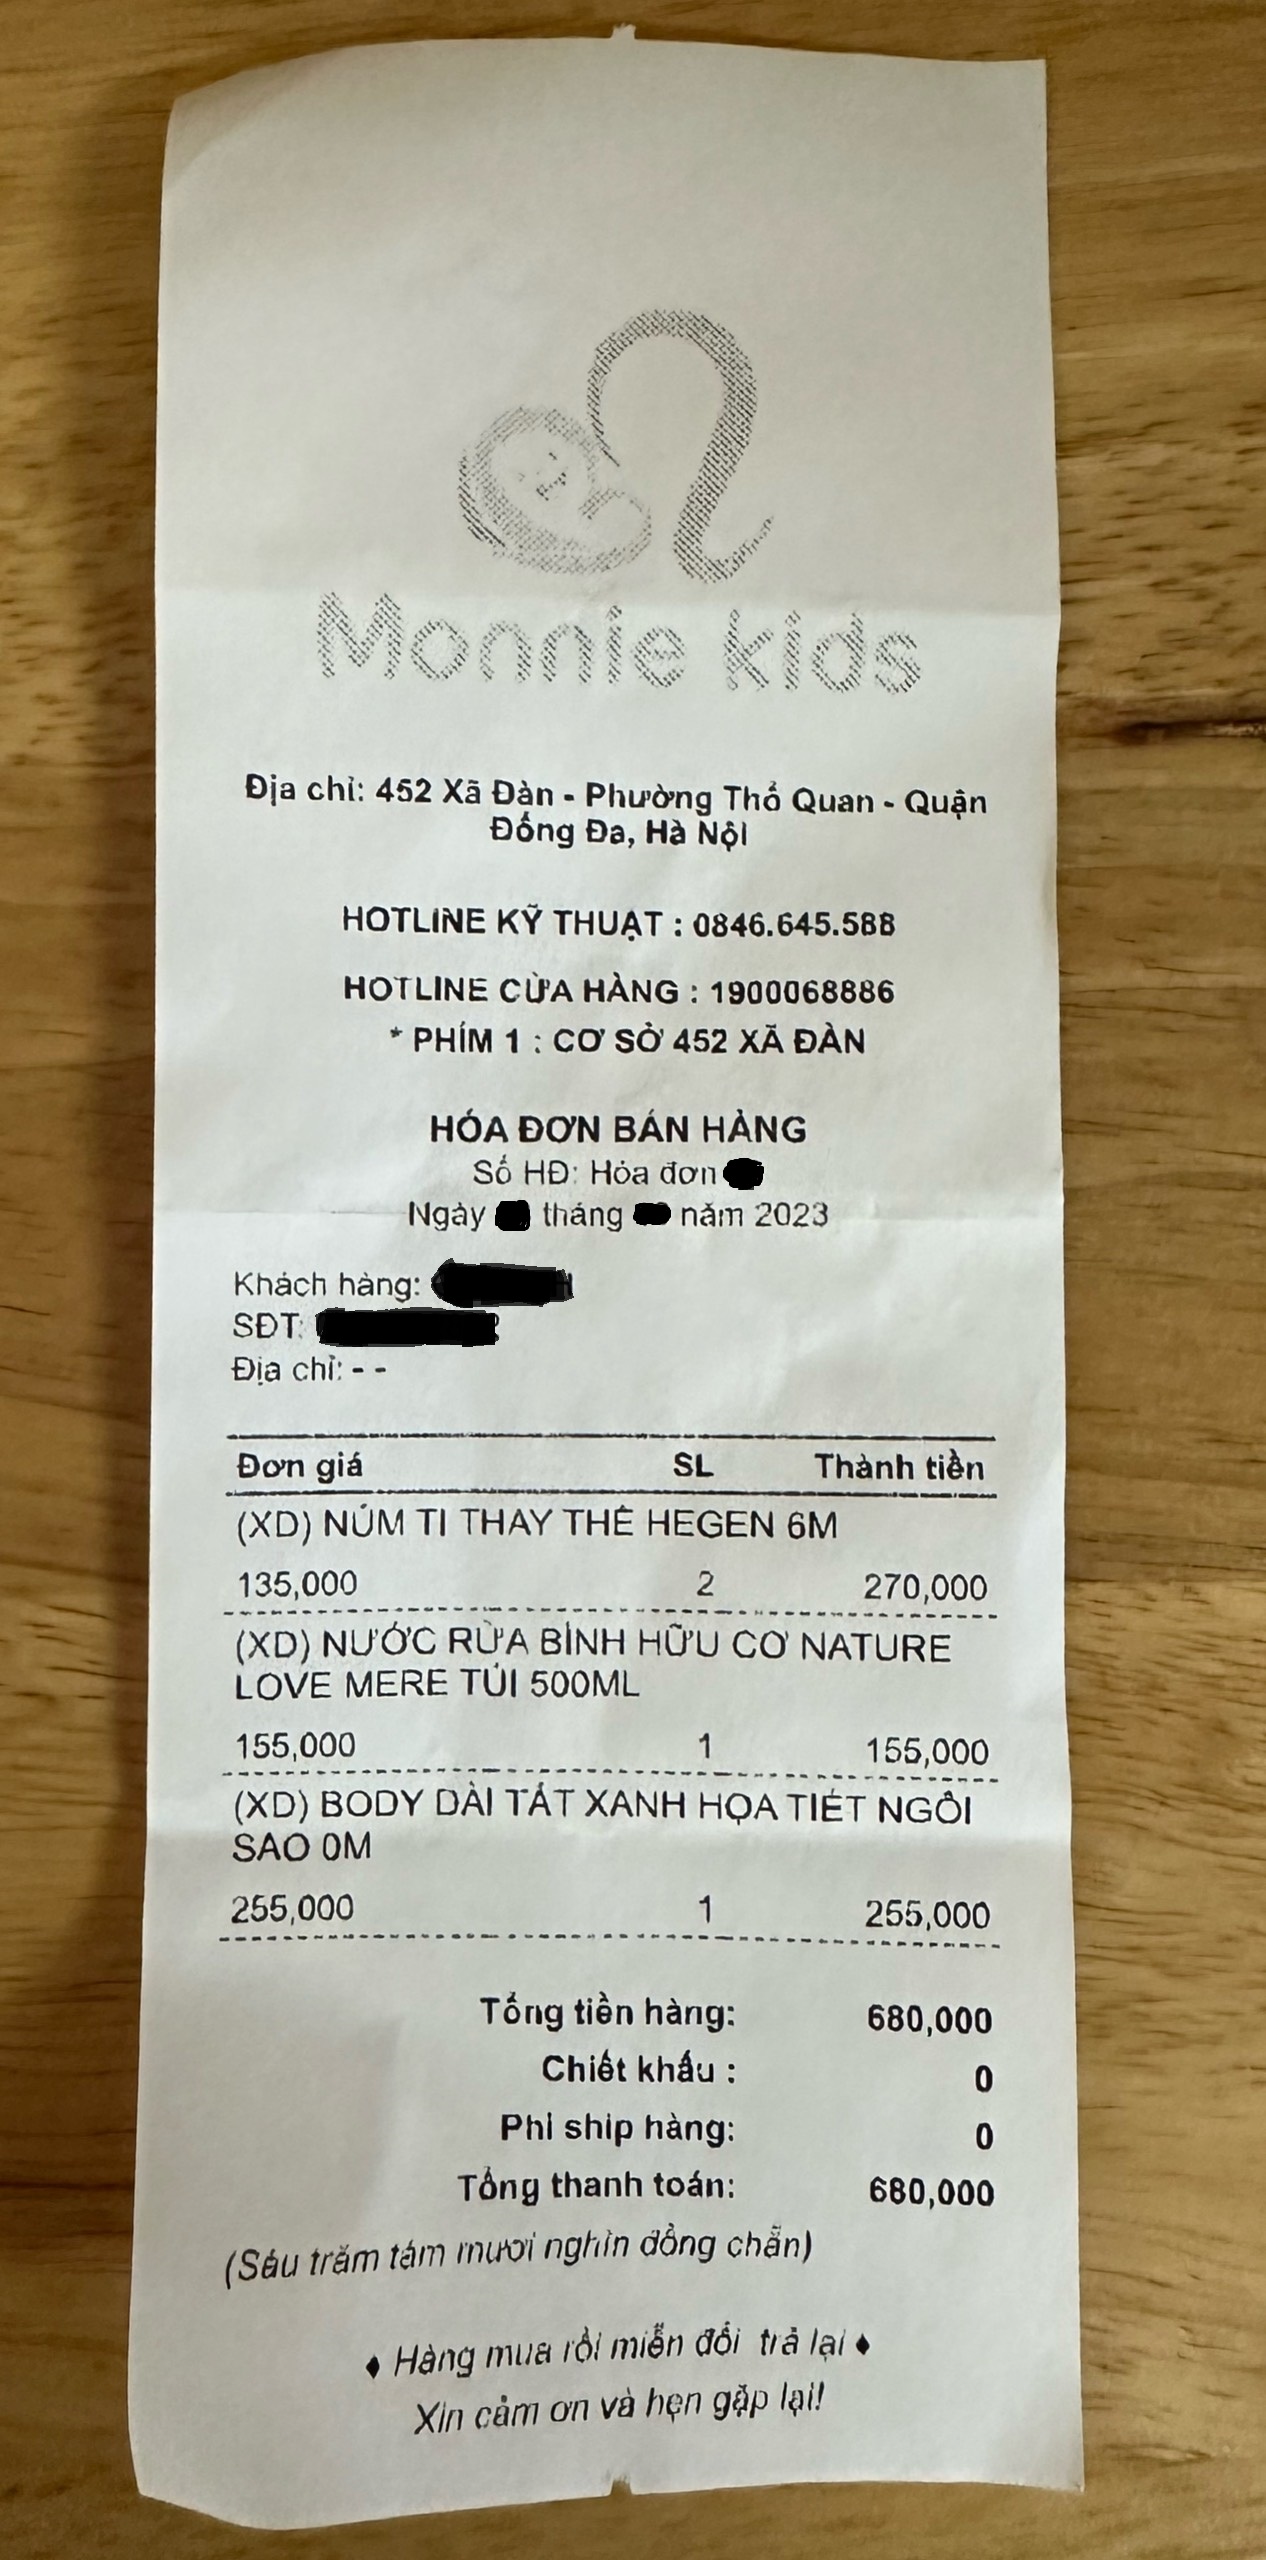 Monnie kids
Địa chỉ: 452 Xã Đàn - Phường Thổ Quan - Quận
Đống Đa, Hà Nội
HOTLINE KỸ THUẬT : 0846.645.588
HOTLINE CỬA HÀNG : 1900068886
* PHÍM 1 : CƠ SỞ 452 XÃ ĐÀN
HÓA ĐƠN BÁN HÀNG
Số HĐ: Hóa đơn
Ngày tháng năm 2023
Khách hàng:
SĐT:
Địa chỉ: - -
Đơn giá SL Thành tiền
(XD) NÚM TI THAY THẾ HEGEN 6M
135,000 2 270,000
(XD) NƯỚC RỬA BÌNH HỮU CƠ NATURE
LOVE MERE TÚI 500ML
155,000 1 155,000
(XD) BODY DÀI TẤT XANH HỌA TIẾT NGÔI
SAO 0M
255,000 1 255,000
Tổng tiền hàng: 680,000
Chiết khấu : 0
Phí ship hàng: 0
Tổng thanh toán: 680,000
(Sáu trăm tám mươi nghìn đồng chẵn)
♦ Hàng mua rồi miễn đổi trả lại ♦
Xin cảm ơn và hẹn gặp lại!